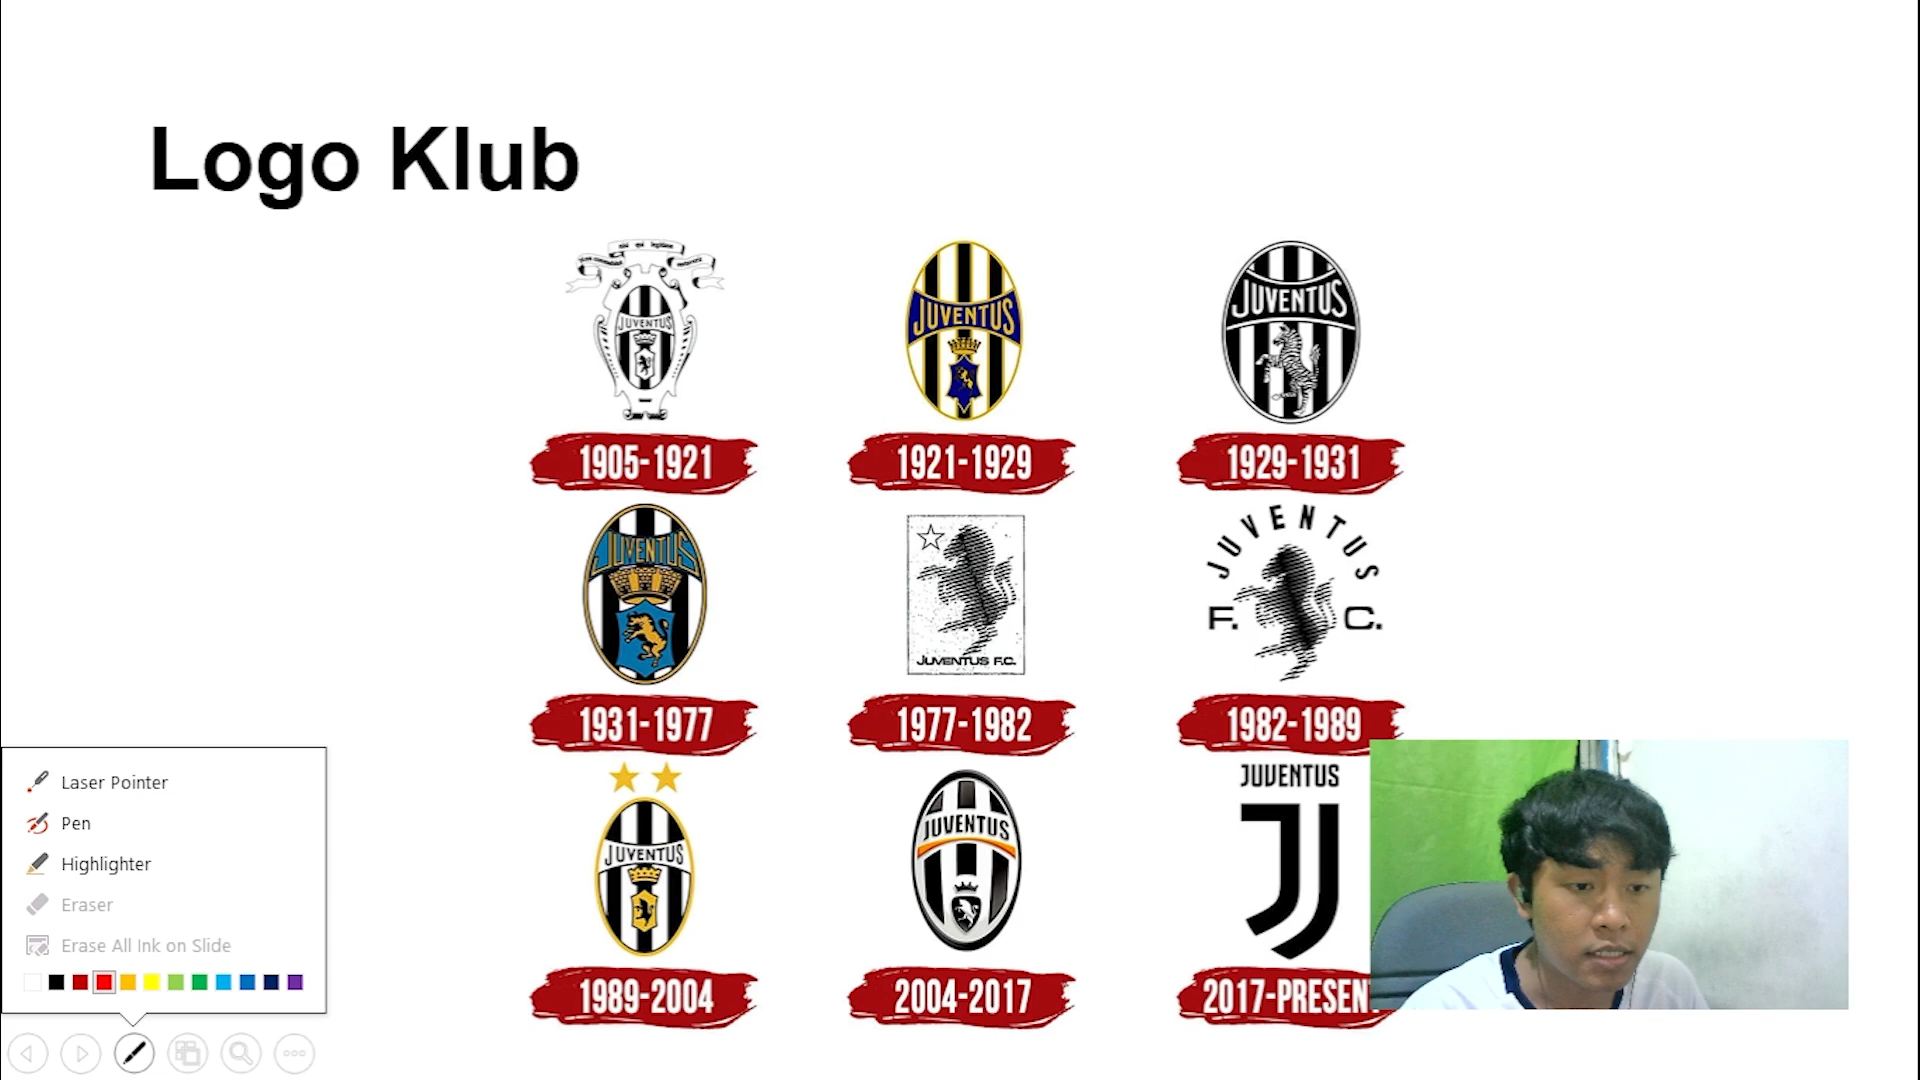 Logo Klub
JUVENTUS
JUVENTUS
JUVENTUS
1905-1921
1921-1929
1929-1931
JUVENTUS
JUVENTUS F.C.
JUVENTUS
F. C.
1931-1977
1977-1982
1982-1989
JUVENTUS
JUVENTUS
JUVENTUS
1989-2004
2004-2017
2017-PRESEN
Laser Pointer
Pen
Highlighter
Eraser
Erase All Ink on Slide